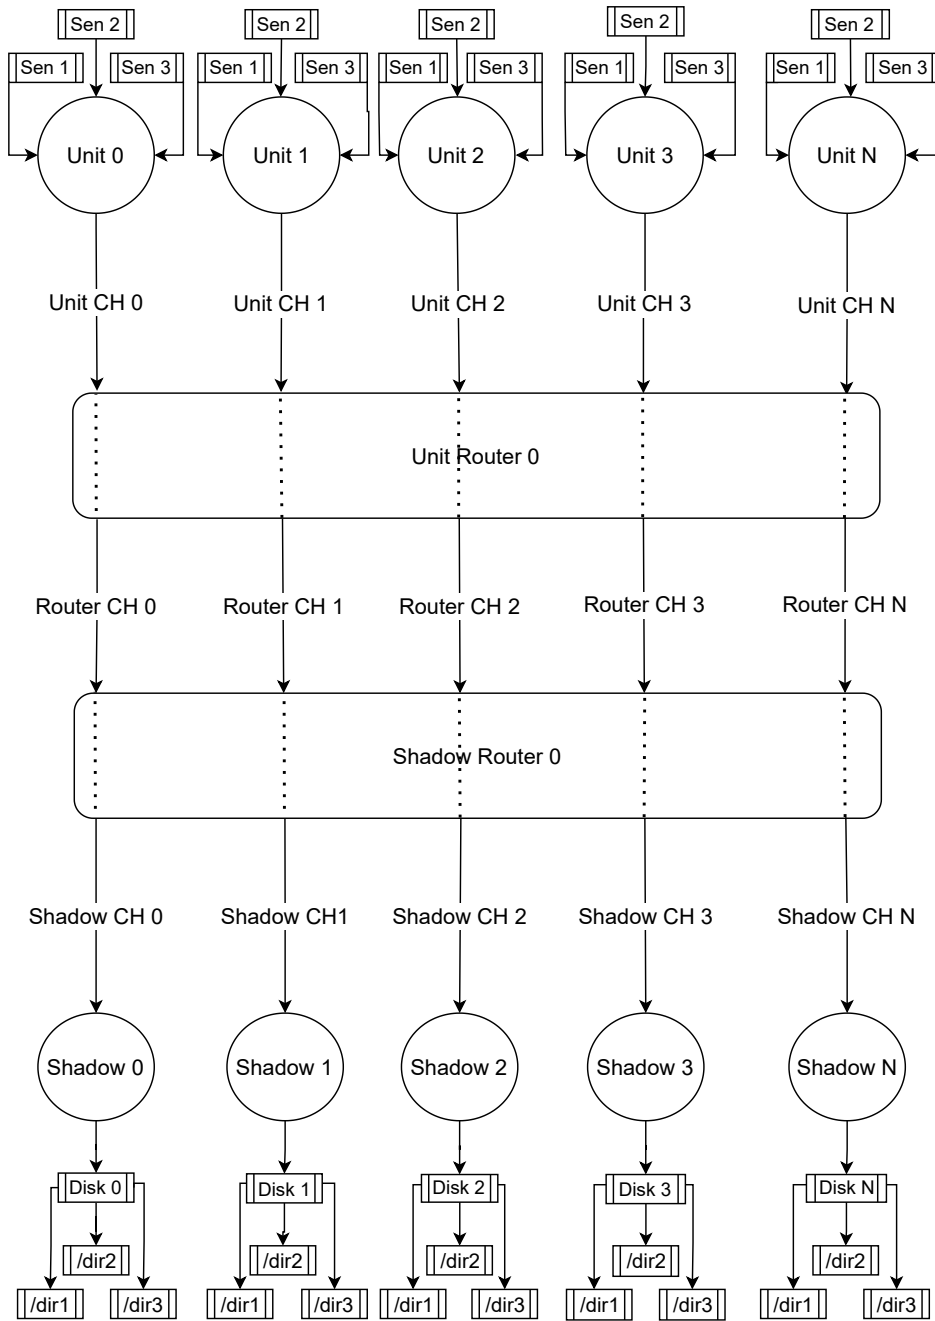 Sen 2 Sen 2 Sen 2 Sen 2 Sen 2
Sen 1 Sen 3 Sen 1 Sen 3 Sen 1 Sen 3 Sen 1 Sen 3 Sen 1 Sen 3
Unit 0 Unit 1 Unit 2 Unit 3 Unit N
Unit CH 0 Unit CH 1 Unit CH 2 Unit CH 3 Unit CH N
Unit Router 0
Router CH 0 Router CH 1 Router CH 2 Router CH 3 Router CH N
Shadow Router 0
Shadow CH 0 Shadow CH1 Shadow CH 2 Shadow CH 3 Shadow CH N
Shadow 0 Shadow 1 Shadow 2 Shadow 3 Shadow N
Disk 0 Disk 1 Disk 2 Disk 3 Disk N
/dir2 /dir2 /dir2 /dir2 /dir2
/dir1 /dir3 /dir1 /dir3 /dir1 /dir3 /dir1 /dir3 /dir1 /dir3